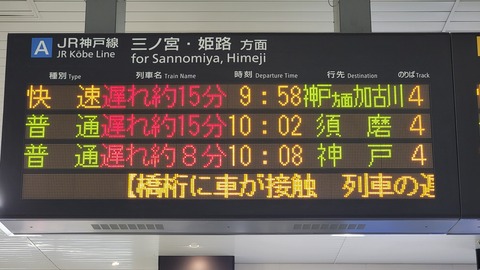 A JR神戸線 三ノ宮・姫路 方面
JR Kōbe Line for Sannomiya, Himeji
種別 Type 列車名 Train Name 時刻 Departure Time 行先 Destination のりば Track
快速 遅れ約15分 9:58 神戸方面加古川 4
普通 遅れ約15分 10:02 須磨 4
普通 遅れ約8分 10:08 神戸 4
【橋桁に車が接触 列車の